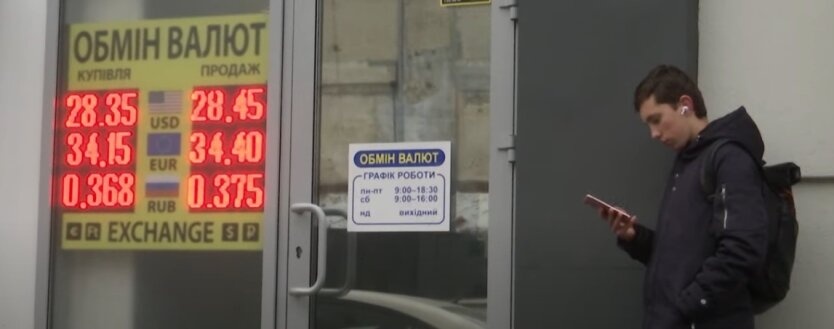 ОБМІН ВАЛЮТ
КУПІВЛЯ ПРОДАЖ
28.35 USD 28.45
34.15 EUR 34.40
0.368 RUB 0.375
€ Ft EXCHANGE $ P
ОБМІН ВАЛЮТ
ГРАФІК РОБОТИ
пн-пт 9:00–18:30
сб 9:00–16:00
нд вихідний